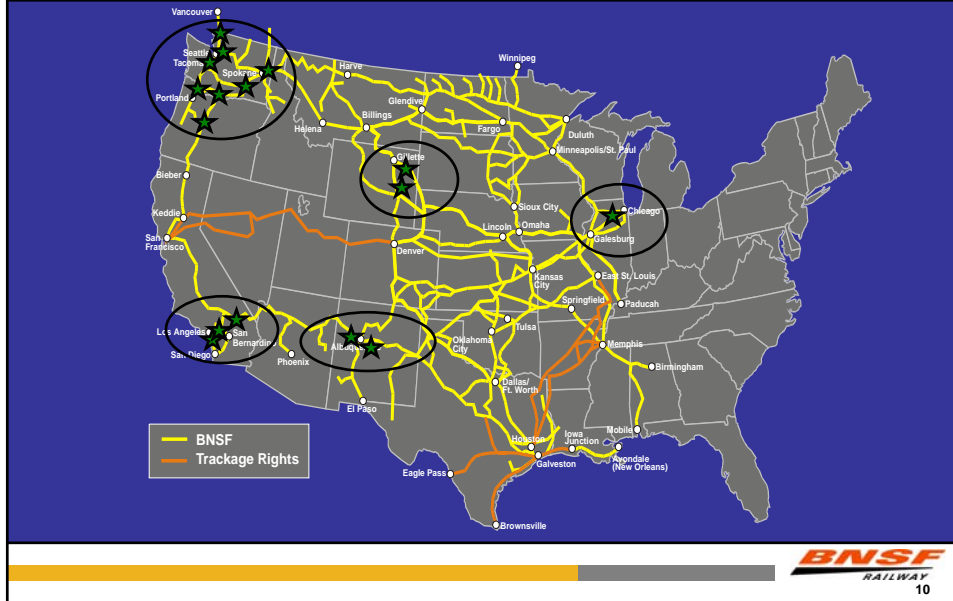 Vancouver
Seattle
Tacoma
Spokane
Portland
Harve
Winnipeg
Glendive
Billings
Helena
Fargo
Duluth
Minneapolis/St. Paul
Gillette
Bieber
Keddie
San
Francisco
Sioux City
Chicago
Lincoln
Omaha
Galesburg
Denver
Kansas
City
East St. Louis
Springfield
Paducah
Los Angeles
San
Bernardino
San Diego
Phoenix
Tulsa
Oklahoma
City
Memphis
Birmingham
Dallas/
Ft. Worth
El Paso
BNSF
Trackage Rights
Houston
Iowa
Junction
Mobile
Galveston
Avondale
(New Orleans)
Eagle Pass
Brownsville
BNSF
RAILWAY
10